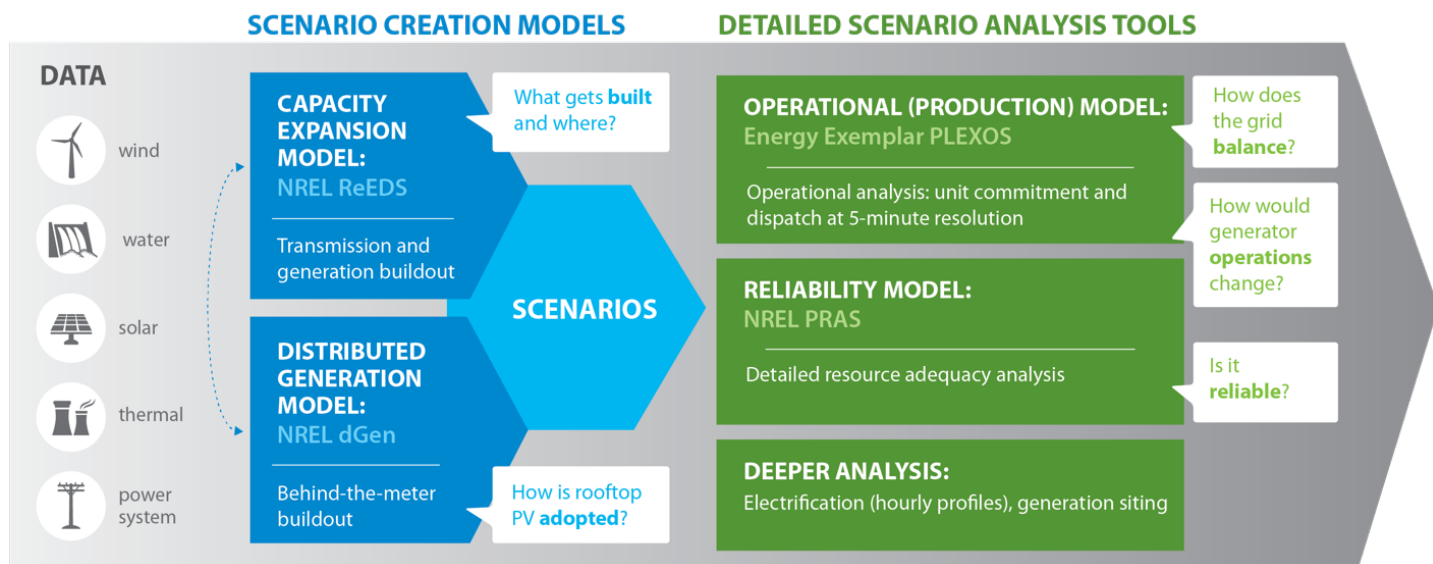 SCENARIO CREATION MODELS
DETAILED SCENARIO ANALYSIS TOOLS
DATA
wind
water
solar
thermal
power
system
CAPACITY
EXPANSION
MODEL:
NREL ReEDS
Transmission and
generation buildout
What gets built
and where?
DISTRIBUTED
GENERATION
MODEL:
NREL dGen
Behind-the-meter
buildout
How is rooftop
PV adopted?
SCENARIOS
OPERATIONAL (PRODUCTION) MODEL:
Energy Exemplar PLEXOS
Operational analysis: unit commitment and
dispatch at 5-minute resolution
How does
the grid
balance?
How would
generator
operations
change?
RELIABILITY MODEL:
NREL PRAS
Detailed resource adequacy analysis
Is it
reliable?
DEEPER ANALYSIS:
Electrification (hourly profiles), generation siting